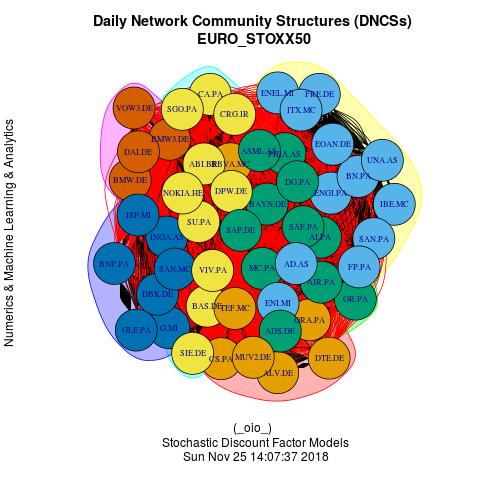 Daily Network Community Structures (DNCSs)
EURO_STOXX50
Numerics & Machine Learning & Analytics
CA.PA
ENEL.MI
FRE.DE
VOW3.DE
SGO.PA
CRG.IR
ITX.MC
BMW3.DE
EOAN.DE
DAI.DE
ABI.BR
ASML.AS
UNA.AS
BMW.DE
BN.PA
NOKIA.HE
DPW.DE
DG.PA
ENGI.PA
BAYN.DE
IBE.MC
ISP.MI
SU.PA
SAP.DE
SAF.PA
AI.PA
INGA.AS
SAN.PA
BNP.PA
SAN.MC
VIV.PA
MC.PA
AD.AS
FP.PA
DBK.DE
AIR.PA
OR.PA
BAS.DE
TEF.MC
ENI.MI
ORA.PA
GLE.PA
G.MI
ADS.DE
SIE.DE
CS.PA
MUV2.DE
DTE.DE
ALV.DE
(_oio_)
Stochastic Discount Factor Models
Sun Nov 25 14:07:37 2018